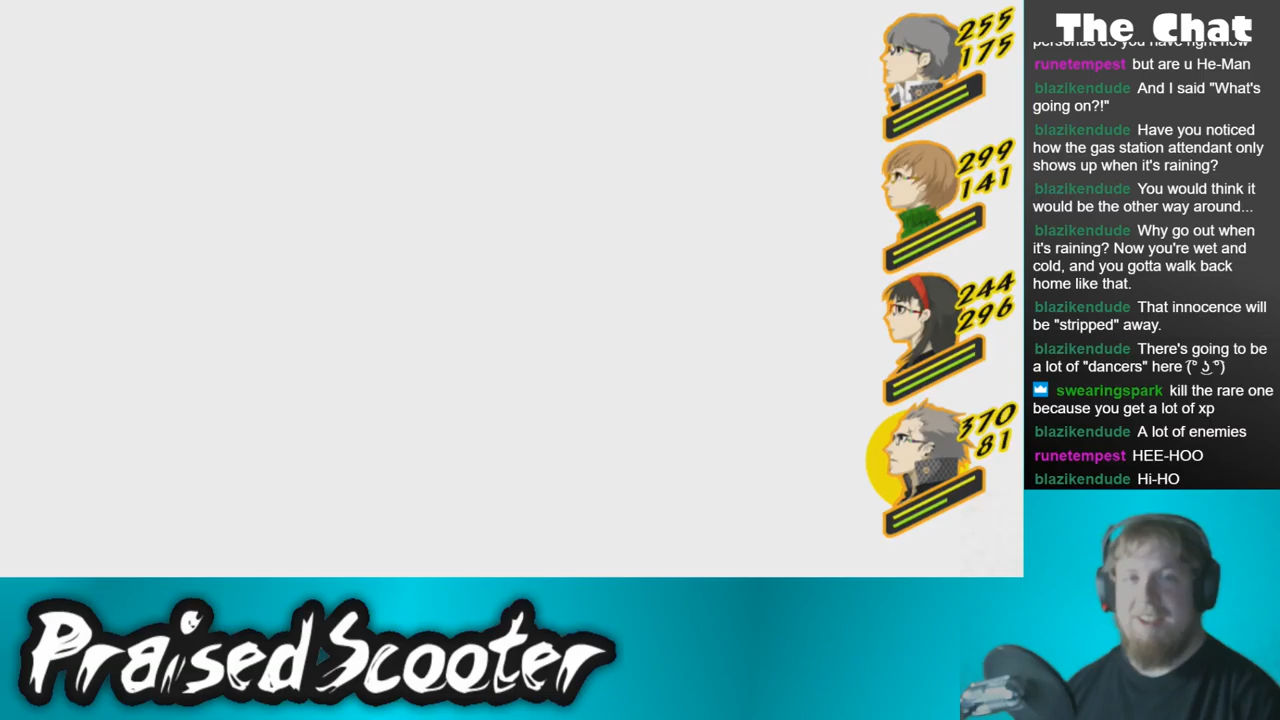 The Chat
personas do you have right now
runetempest but are u He-Man
blazikendude And I said "What's
going on?!"
blazikendude Have you noticed
how the gas station attendant only
shows up when it's raining?
blazikendude You would think it
would be the other way around...
blazikendude Why go out when
it's raining? Now you're wet and
cold, and you gotta walk back
home like that.
blazikendude That innocence will
be "stripped" away.
blazikendude There's going to be
a lot of "dancers" here ( ͡° ͜ʖ ͡°)
swearingspark kill the rare one
because you get a lot of xp
blazikendude A lot of enemies
runetempest HEE-HOO
blazikendude Hi-HO
255
175
299
141
244
296
370
81
PraisedScooter